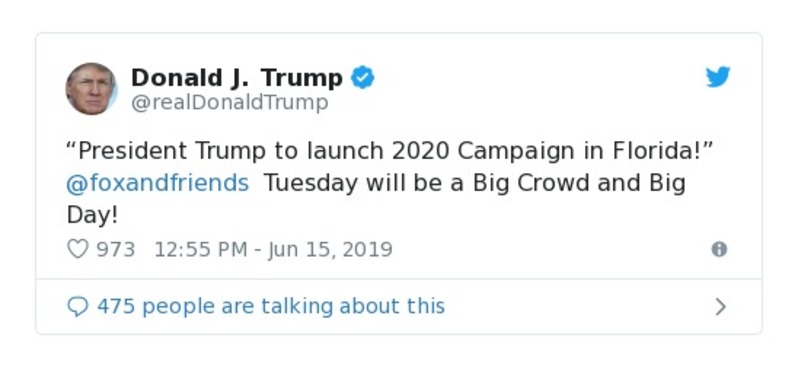 Donald J. Trump
@realDonaldTrump
“President Trump to launch 2020 Campaign in Florida!”
@foxandfriends Tuesday will be a Big Crowd and Big
Day!
973 12:55 PM - Jun 15, 2019
475 people are talking about this